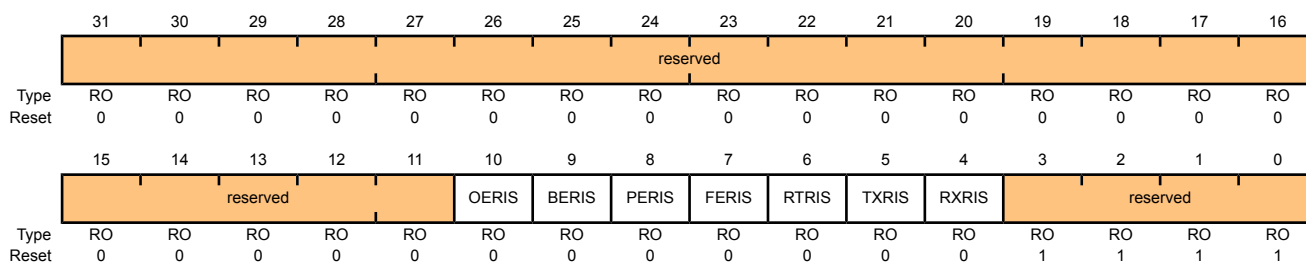 31 30 29 28 27 26 25 24 23 22 21 20 19 18 17 16
reserved
Type RO RO RO RO RO RO RO RO RO RO RO RO RO RO RO RO
Reset 0 0 0 0 0 0 0 0 0 0 0 0 0 0 0 0
15 14 13 12 11 10 9 8 7 6 5 4 3 2 1 0
reserved OERIS BERIS PERIS FERIS RTRIS TXRIS RXRIS reserved
Type RO RO RO RO RO RO RO RO RO RO RO RO RO RO RO RO
Reset 0 0 0 0 0 0 0 0 0 0 0 0 1 1 1 1